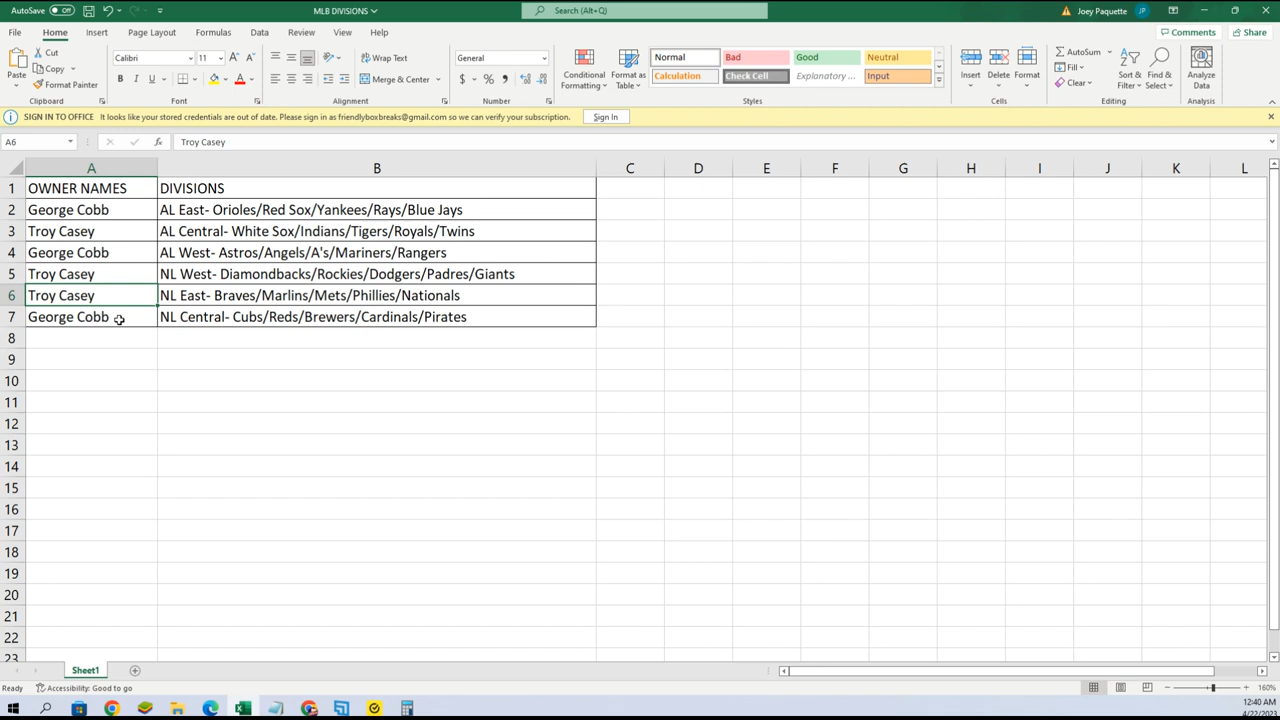 AutoSave Off MLB DIVISIONS Search (Alt+Q) Joey Paquette JP
File Home Insert Page Layout Formulas Data Review View Help Comments Share
Paste Cut Copy Format Painter Clipboard
Calibri 11 A A B I U A Font
Wrap Text Merge & Center Alignment
General $ % , Number
Conditional Formatting Format as Table
Normal Bad Good Neutral
Calculation Check Cell Explanatory ... Input
Styles
Insert Delete Format Cells
AutoSum Fill Clear Sort & Filter Find & Select Editing
Analyze Data Analysis
SIGN IN TO OFFICE It looks like your stored credentials are out of date. Please sign in as friendlyboxbreaks@gmail.com so we can verify your subscription. Sign In
A6 fx Troy Casey
A B C D E F G H I J K L
1 OWNER NAMES DIVISIONS
2 George Cobb AL East- Orioles/Red Sox/Yankees/Rays/Blue Jays
3 Troy Casey AL Central- White Sox/Indians/Tigers/Royals/Twins
4 George Cobb AL West- Astros/Angels/A's/Mariners/Rangers
5 Troy Casey NL West- Diamondbacks/Rockies/Dodgers/Padres/Giants
6 Troy Casey NL East- Braves/Marlins/Mets/Phillies/Nationals
7 George Cobb NL Central- Cubs/Reds/Brewers/Cardinals/Pirates
8
9
10
11
12
13
14
15
16
17
18
19
20
21
22
23
Sheet1
Ready Accessibility: Good to go 160%
12:40 AM
4/22/2023